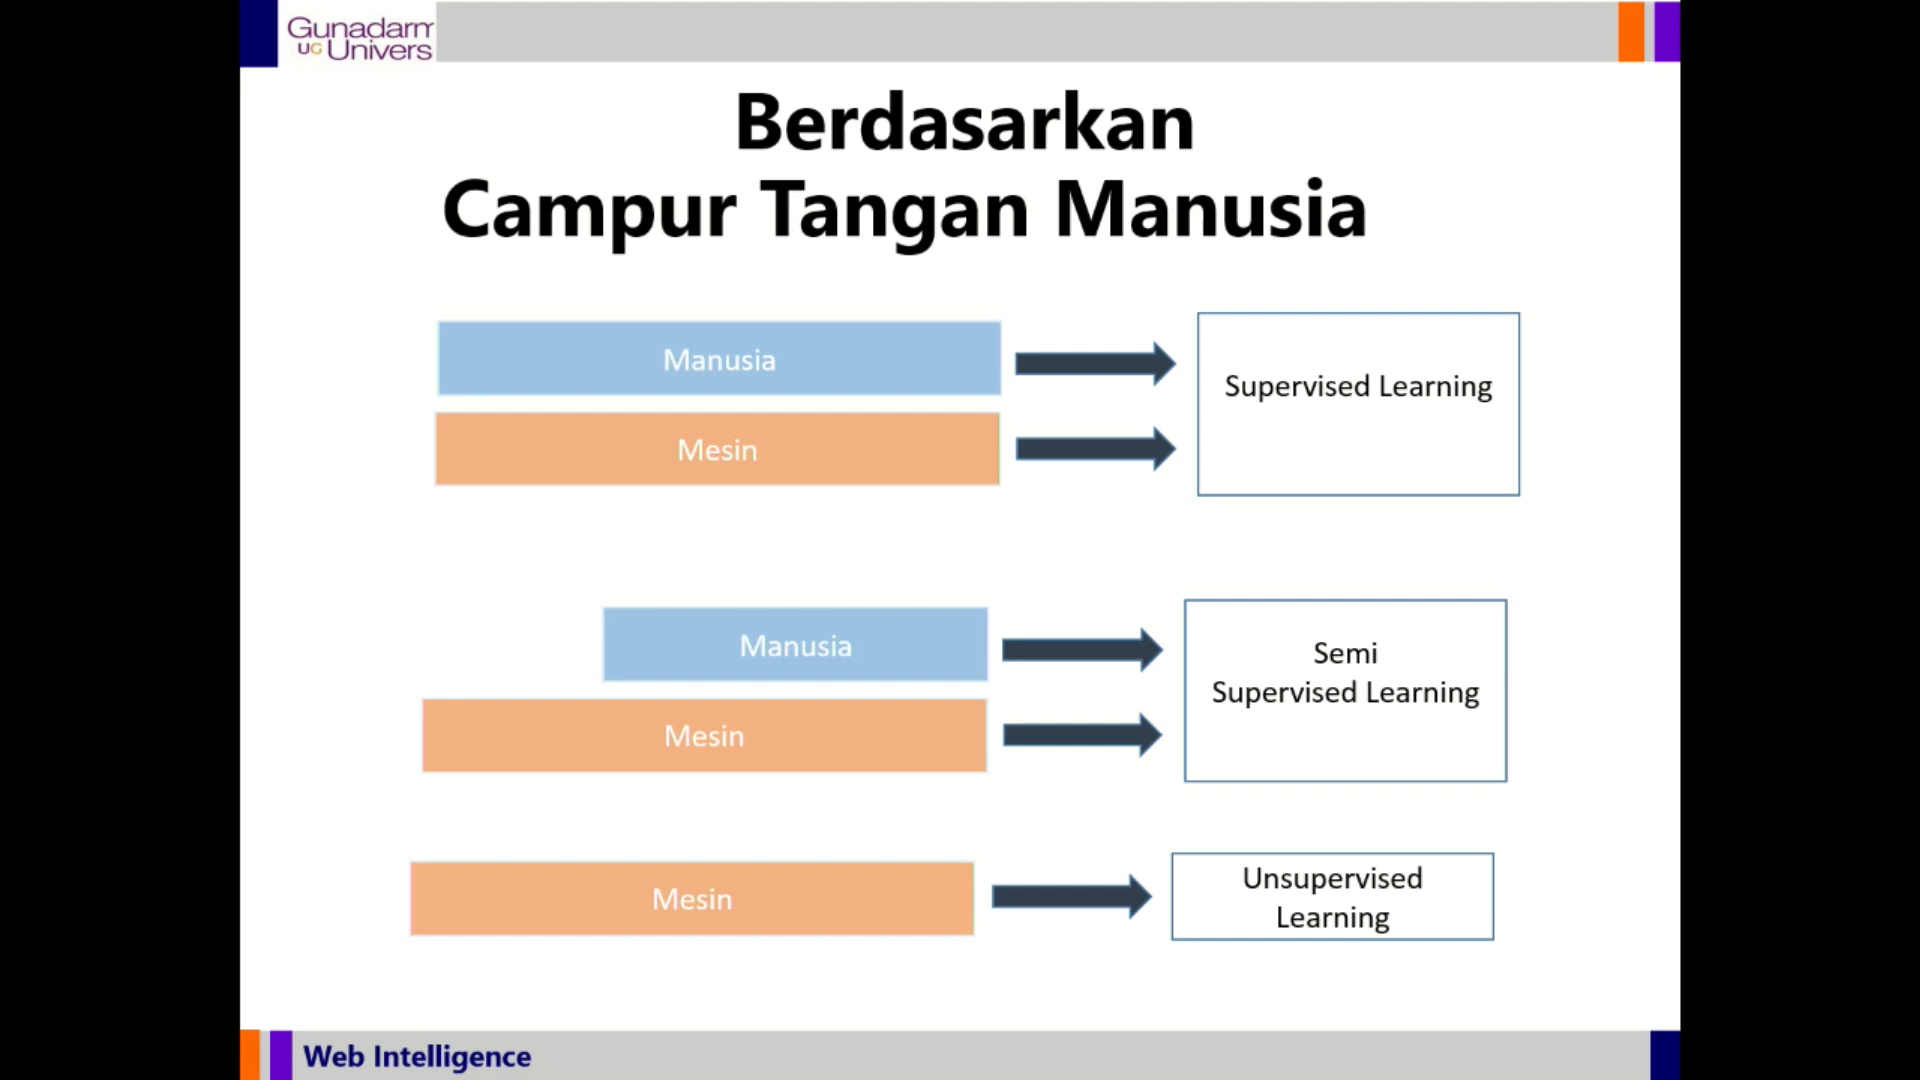 Gunadarm
UG Univers
Berdasarkan
Campur Tangan Manusia
Manusia
Supervised Learning
Mesin
Manusia
Semi
Supervised Learning
Mesin
Mesin
Unsupervised
Learning
Web Intelligence